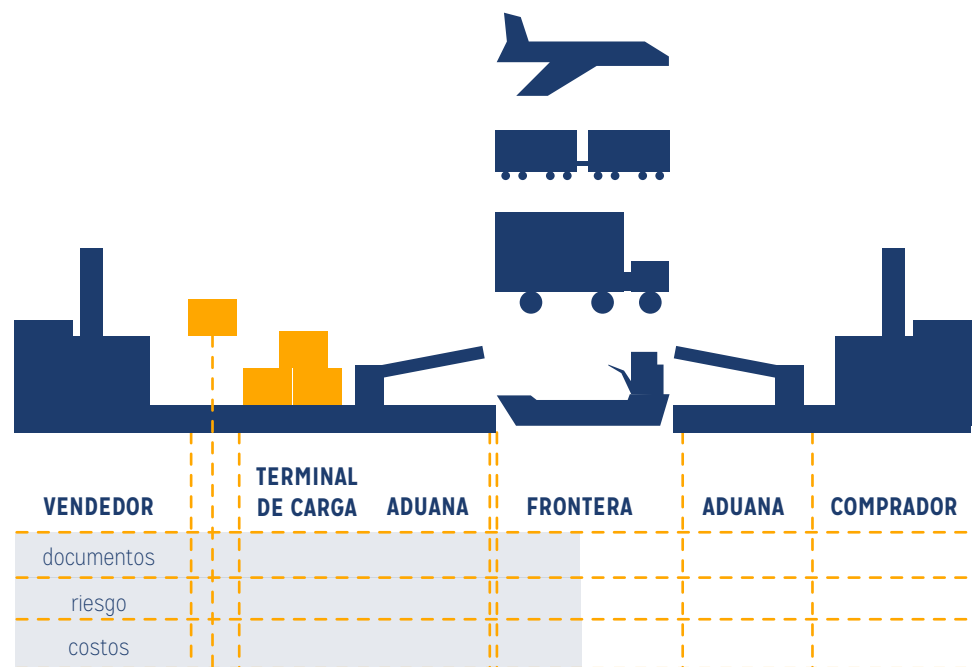 VENDEDOR
TERMINAL
DE CARGA
ADUANA
FRONTERA
ADUANA
COMPRADOR
documentos
riesgo
costos